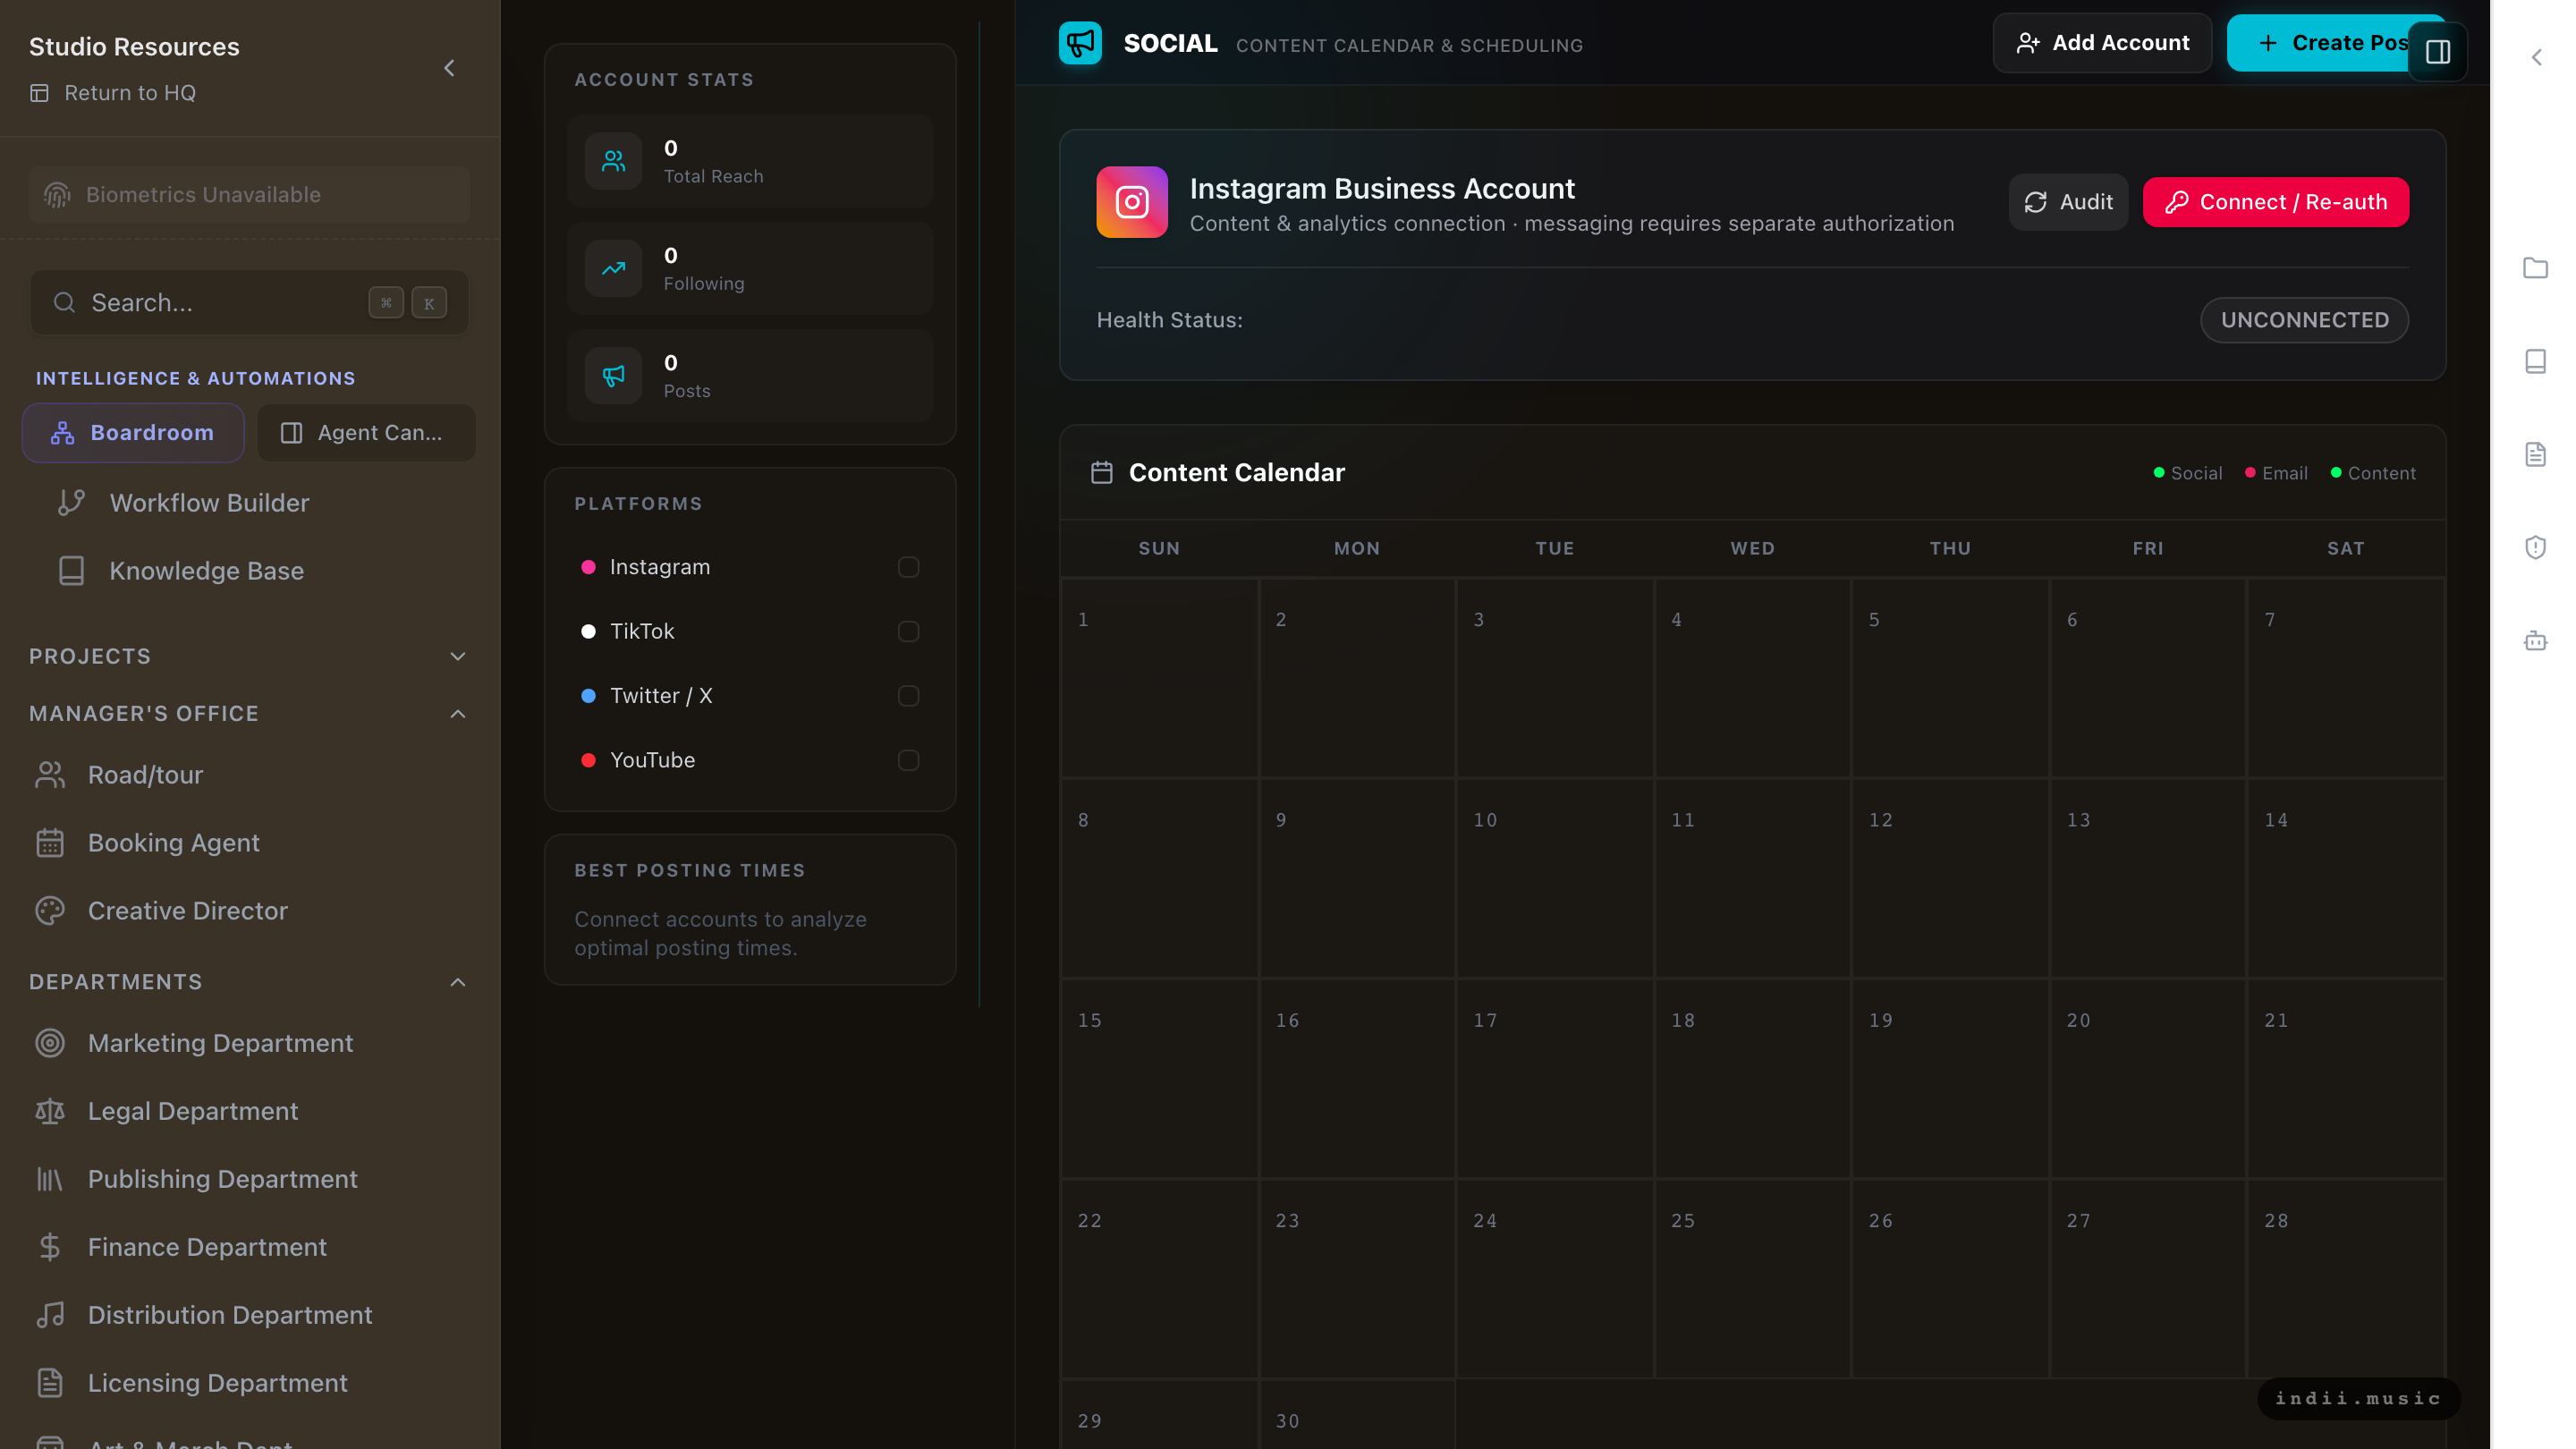 Studio Resources
Return to HQ
Biometrics Unavailable
Search...
⌘ K
INTELLIGENCE & AUTOMATIONS
Boardroom
Agent Can...
Workflow Builder
Knowledge Base
PROJECTS
MANAGER'S OFFICE
Road/tour
Booking Agent
Creative Director
DEPARTMENTS
Marketing Department
Legal Department
Publishing Department
Finance Department
Distribution Department
Licensing Department
Art & Merch Dept
ACCOUNT STATS
0
Total Reach
0
Following
0
Posts
PLATFORMS
Instagram
TikTok
Twitter / X
YouTube
BEST POSTING TIMES
Connect accounts to analyze
optimal posting times.
SOCIAL CONTENT CALENDAR & SCHEDULING
Add Account
Create Pos
Instagram Business Account
Content & analytics connection · messaging requires separate authorization
Audit
Connect / Re-auth
Health Status:
UNCONNECTED
Content Calendar
Social Email Content
SUN MON TUE WED THU FRI SAT
1 2 3 4 5 6 7
8 9 10 11 12 13 14
15 16 17 18 19 20 21
22 23 24 25 26 27 28
29 30
indii.music